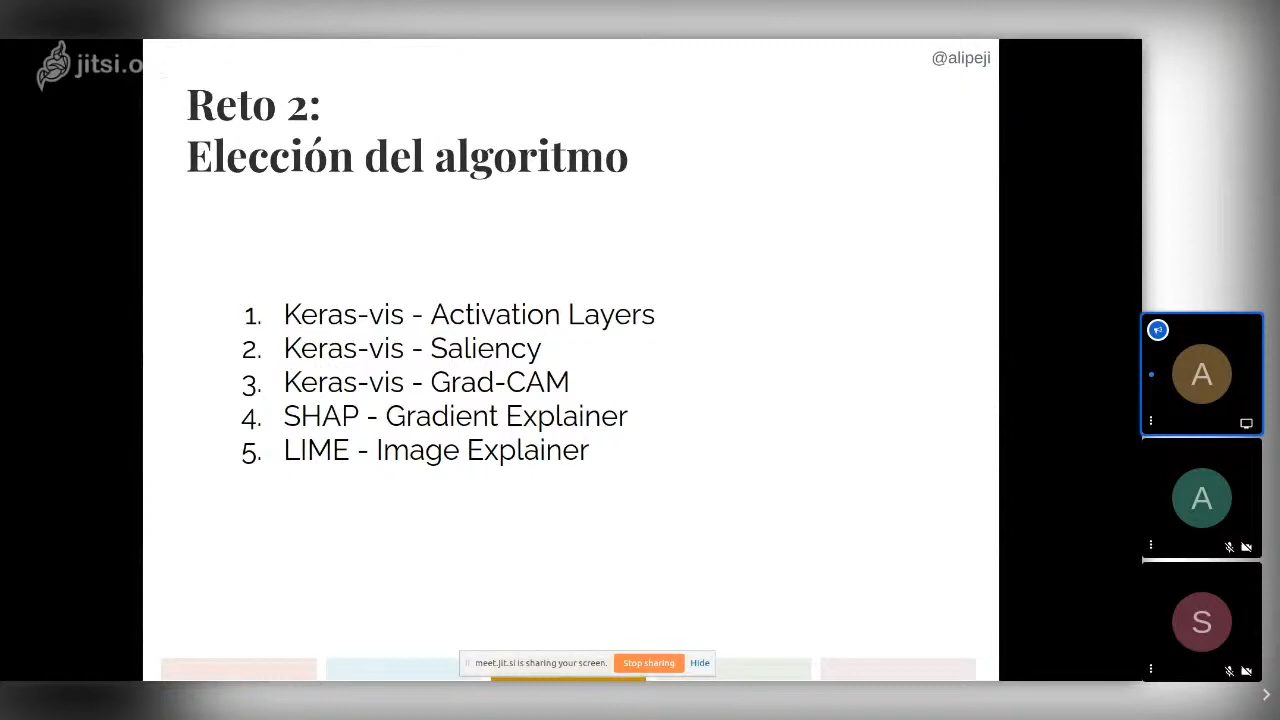 jitsi.o
@alipeji
Reto 2:
Elección del algoritmo
1. Keras-vis - Activation Layers
2. Keras-vis - Saliency
3. Keras-vis - Grad-CAM
4. SHAP - Gradient Explainer
5. LIME - Image Explainer
A
A
S
meet.jit.si is sharing your screen. Stop sharing Hide